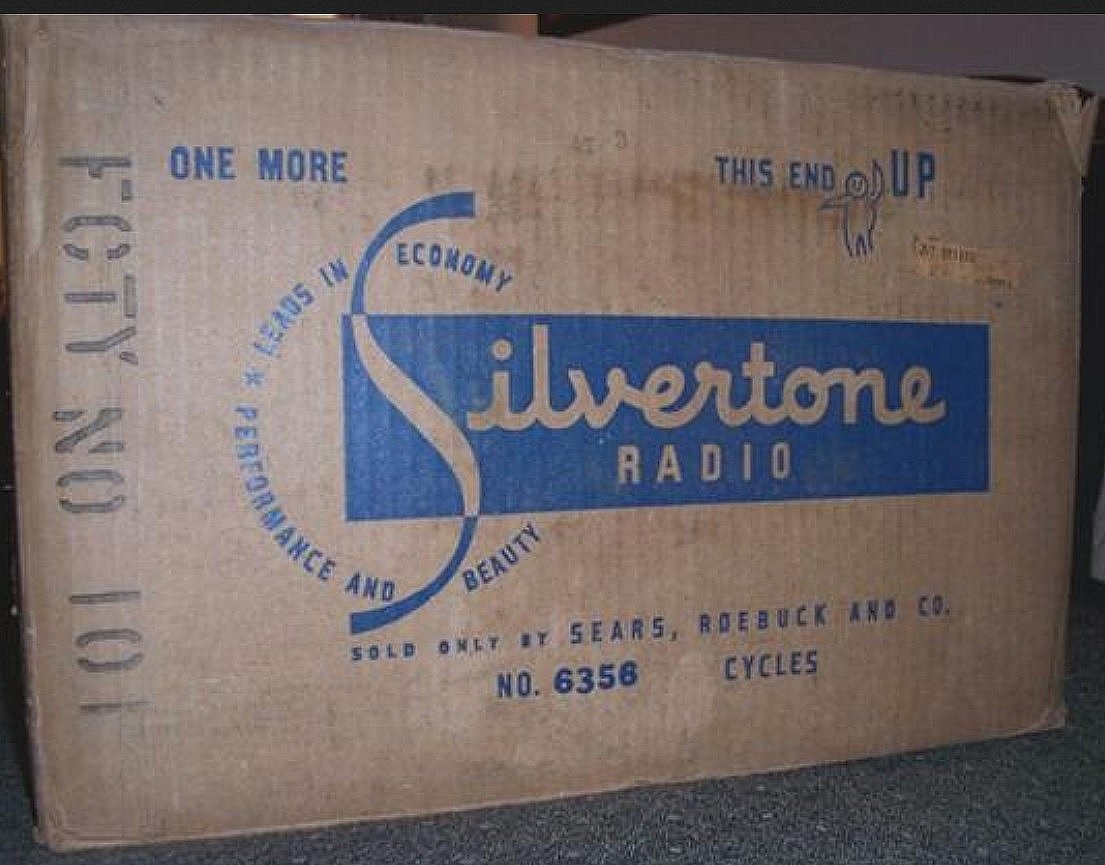 ONE MORE
THIS END UP
LEADS IN ECONOMY
* PERFORMANCE AND BEAUTY
Silvertone
RADIO
SOLD ONLY BY SEARS, ROEBUCK AND CO.
NO. 6356 CYCLES
FCTY NO 101